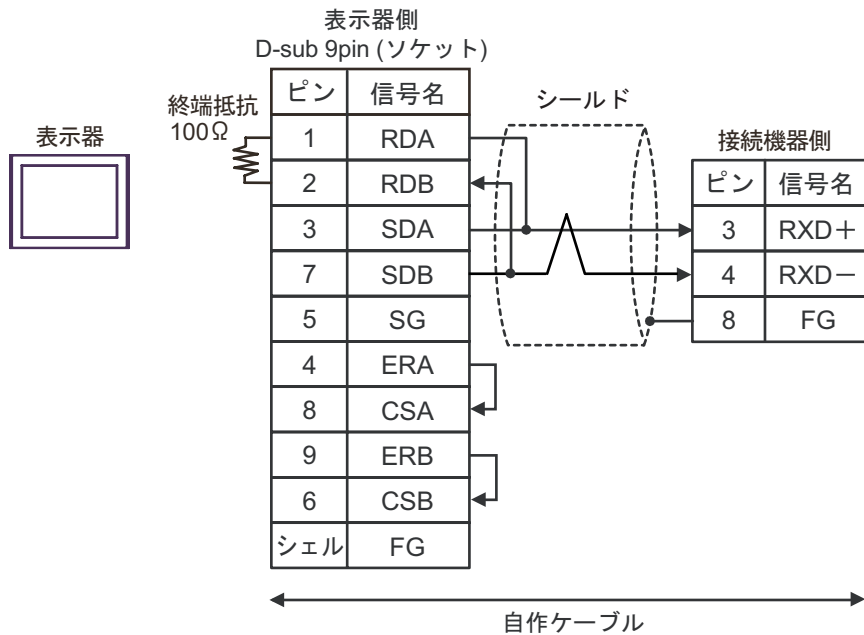 表示器側
D-sub 9pin (ソケット)
終端抵抗
100Ω
表示器
シールド
接続機器側
ピン 信号名
1 RDA
2 RDB
3 SDA
7 SDB
5 SG
4 ERA
8 CSA
9 ERB
6 CSB
シェル FG
ピン 信号名
3 RXD＋
4 RXD－
8 FG
自作ケーブル